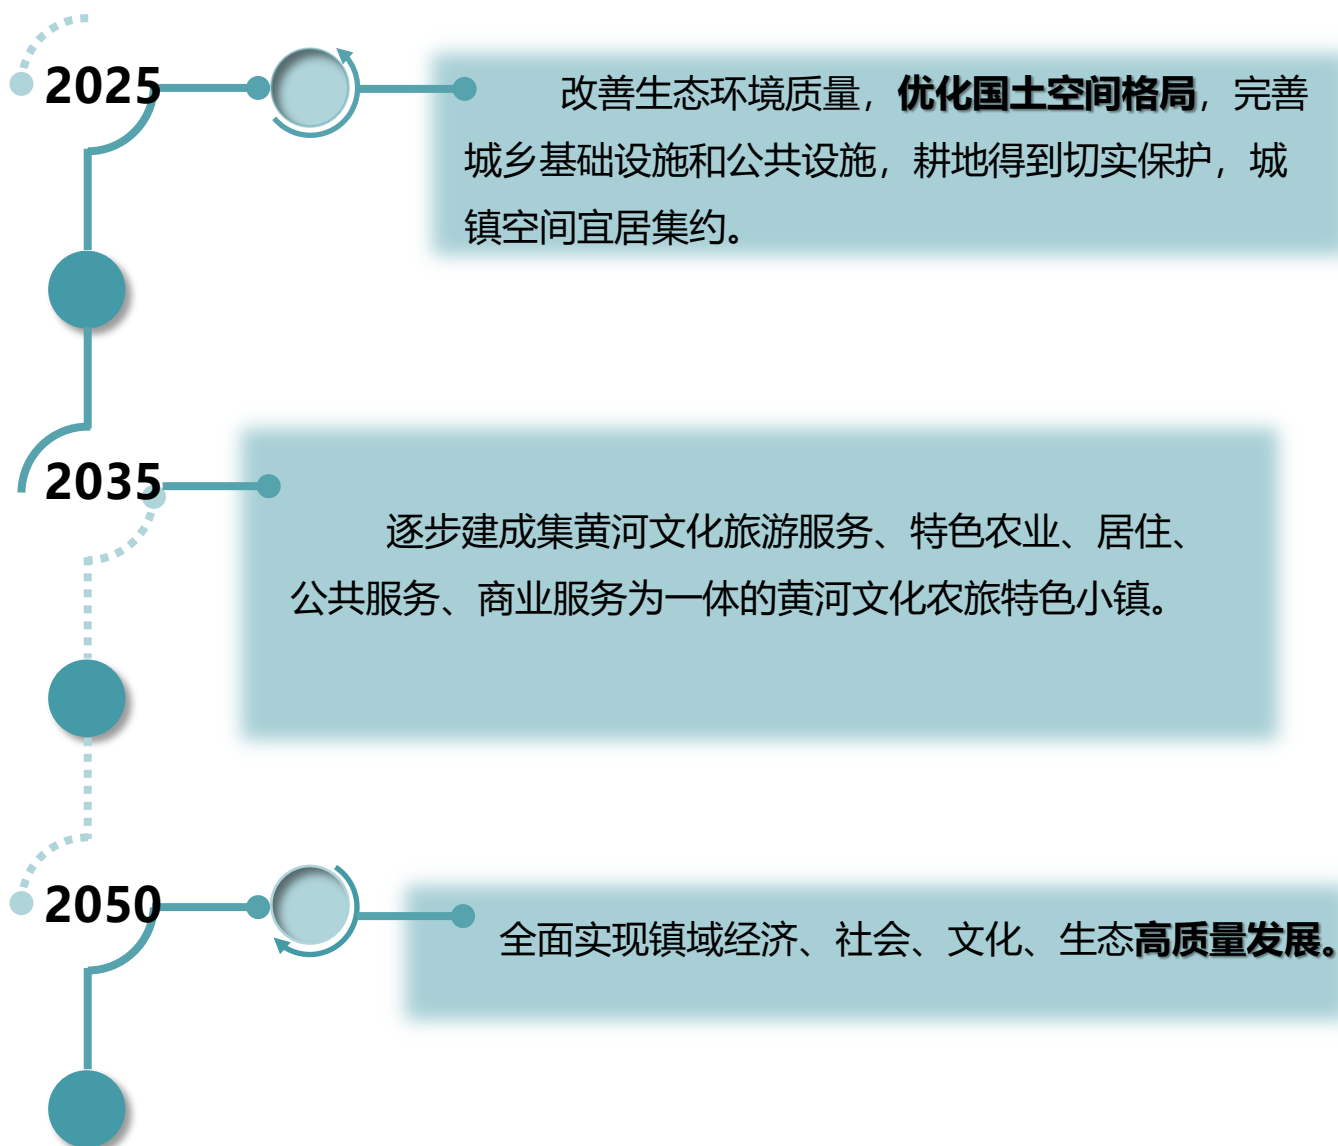 2025
改善生态环境质量，优化国土空间格局，完善
城乡基础设施和公共设施，耕地得到切实保护，城
镇空间宜居集约。
2035
逐步建成集黄河文化旅游服务、特色农业、居住、
公共服务、商业服务为一体的黄河文化农旅特色小镇。
2050
全面实现镇域经济、社会、文化、生态高质量发展。